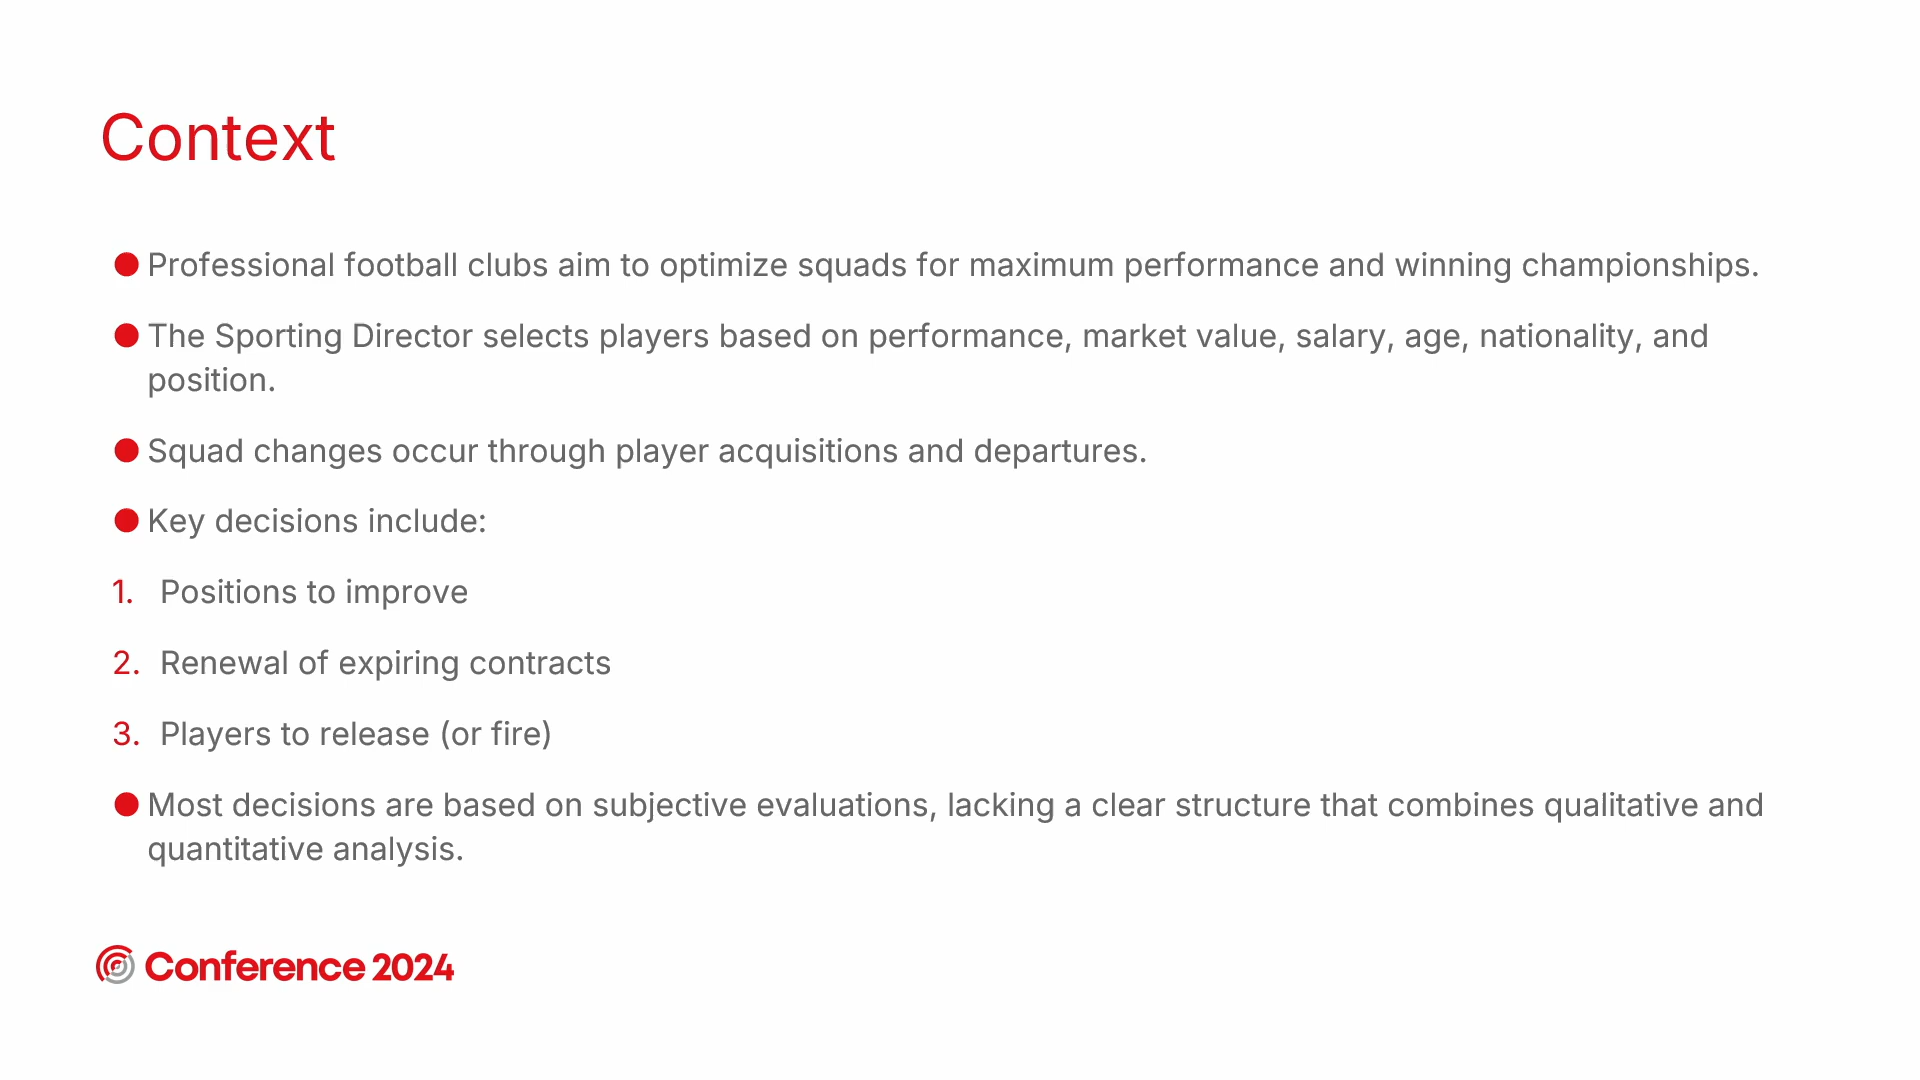 Context
● Professional football clubs aim to optimize squads for maximum performance and winning championships.
● The Sporting Director selects players based on performance, market value, salary, age, nationality, and
position.
● Squad changes occur through player acquisitions and departures.
● Key decisions include:
1. Positions to improve
2. Renewal of expiring contracts
3. Players to release (or fire)
● Most decisions are based on subjective evaluations, lacking a clear structure that combines qualitative and
quantitative analysis.
Conference 2024